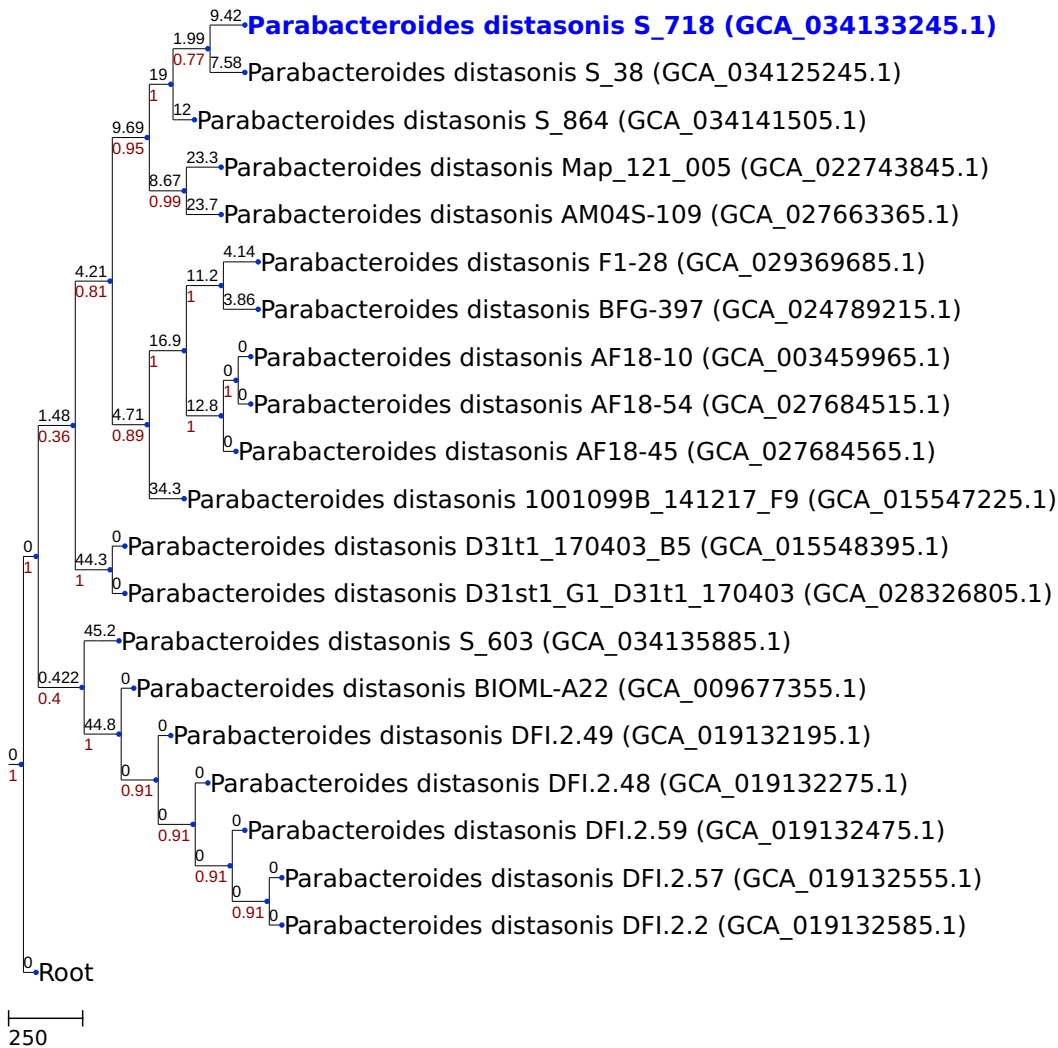 9.42
Parabacteroides distasonis S_718 (GCA_034133245.1)
1.99
0.77
7.58
Parabacteroides distasonis S_38 (GCA_034125245.1)
19
1
12
Parabacteroides distasonis S_864 (GCA_034141505.1)
9.69
0.95
23.3
Parabacteroides distasonis Map_121_005 (GCA_022743845.1)
8.67
0.99
23.7
Parabacteroides distasonis AM04S-109 (GCA_027663365.1)
4.21
0.81
4.14
Parabacteroides distasonis F1-28 (GCA_029369685.1)
11.2
1
3.86
Parabacteroides distasonis BFG-397 (GCA_024789215.1)
16.9
1
0
Parabacteroides distasonis AF18-10 (GCA_003459965.1)
0
1
0
Parabacteroides distasonis AF18-54 (GCA_027684515.1)
12.8
1
0
Parabacteroides distasonis AF18-45 (GCA_027684565.1)
4.71
0.89
34.3
Parabacteroides distasonis 1001099B_141217_F9 (GCA_015547225.1)
1.48
0.36
0
Parabacteroides distasonis D31t1_170403_B5 (GCA_015548395.1)
44.3
1
0
Parabacteroides distasonis D31st1_G1_D31t1_170403 (GCA_028326805.1)
0
1
45.2
Parabacteroides distasonis S_603 (GCA_034135885.1)
0.422
0.4
0
Parabacteroides distasonis BIOML-A22 (GCA_009677355.1)
44.8
1
0
Parabacteroides distasonis DFI.2.49 (GCA_019132195.1)
0
0.91
0
Parabacteroides distasonis DFI.2.48 (GCA_019132275.1)
0
0.91
0
Parabacteroides distasonis DFI.2.59 (GCA_019132475.1)
0
0.91
0
Parabacteroides distasonis DFI.2.57 (GCA_019132555.1)
0
0.91
0
Parabacteroides distasonis DFI.2.2 (GCA_019132585.1)
0
1
0
Root
250